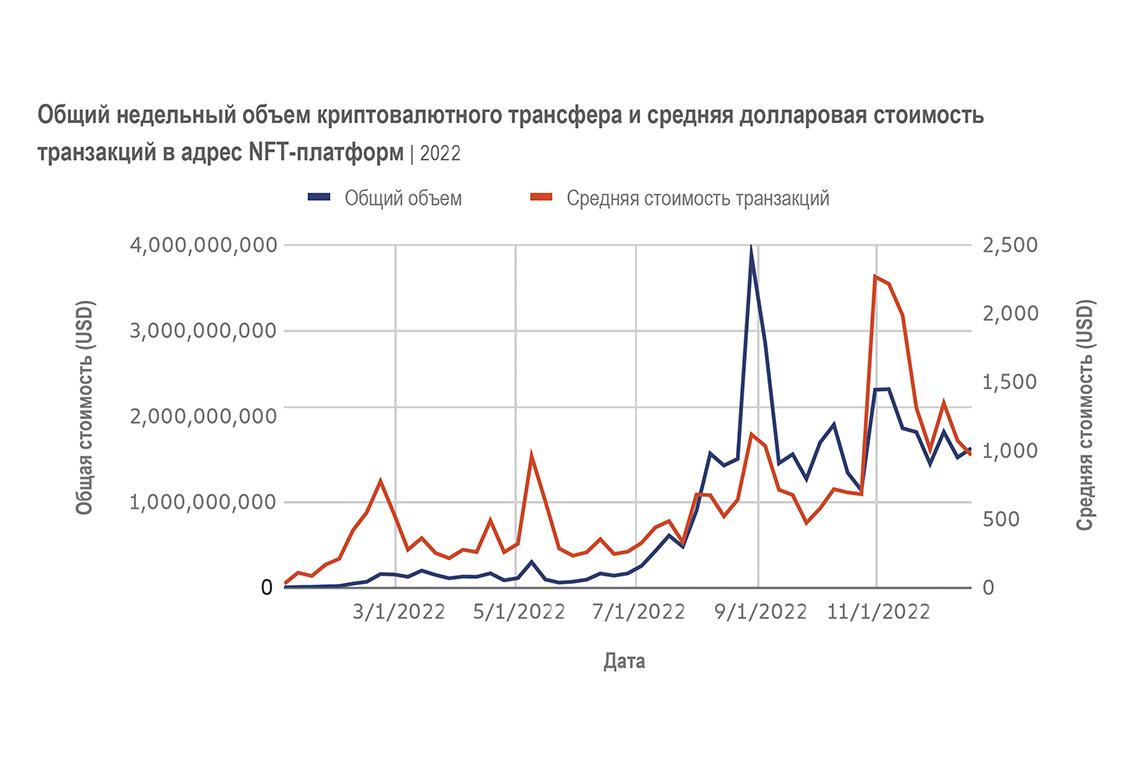 Общий недельный объем криптовалютного трансфера и средняя долларовая стоимость
транзакций в адрес NFT-платформ | 2022
Общий объем
Средняя стоимость транзакций
4,000,000,000
3,000,000,000
2,000,000,000
1,000,000,000
0
Общая стоимость (USD)
2,500
2,000
1,500
1,000
500
0
Средняя стоимость (USD)
3/1/2022
5/1/2022
7/1/2022
9/1/2022
11/1/2022
Дата